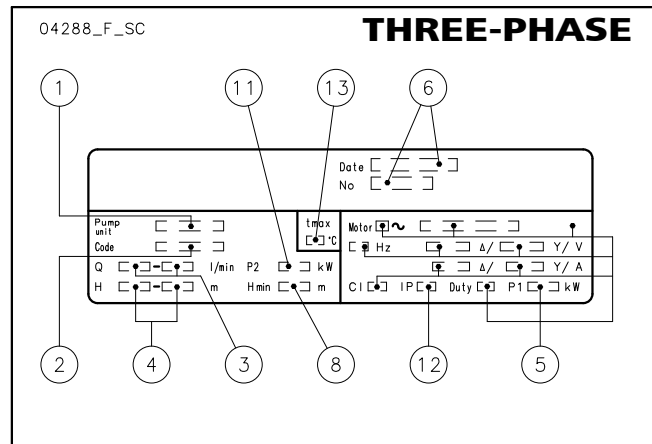 04288_F_SC
THREE-PHASE
1 11 13 6
Date
No
Pump unit
tmax
°C
Motor ~
Code
Hz Δ/ Y/ V
Q - l/min P2 kW
Δ/ Y/ A
H - m Hmin m
Cl IP Duty P1 kW
2 4 3 8 12 5